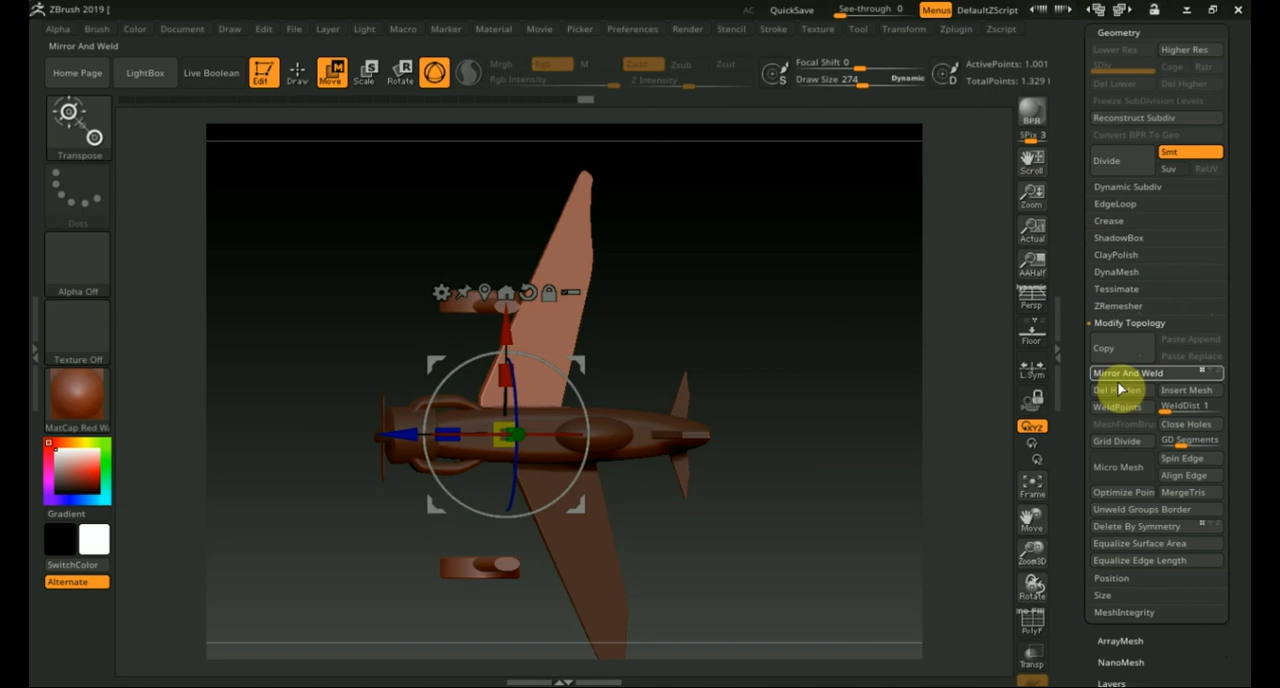 ZBrush 2019 [
AC QuickSave See-through 0 Menus DefaultZScript
Alpha Brush Color Document Draw Edit File Layer Light Macro Marker Material Movie Picker Preferences Render Stencil Stroke Texture Tool Transform Zplugin Zscript
Mirror And Weld
Home Page LightBox Live Boolean Edit Draw Move Scale Rotate
Mrgb Rgb M
Rgb Intensity
Zadd Zsub Zcut
Z Intensity
Focal Shift 0
Draw Size 274 Dynamic
ActivePoints: 1.001
TotalPoints: 1.329
Transpose
Dots
Alpha Off
Texture Off
MatCap Red W
Gradient
SwitchColor
Alternate
BPR
SPix 3
Scroll
Zoom
Actual
AAHalf
Dynamic
Persp
Floor
L.Sym
XYZ
Frame
Move
Zoom3D
Rotate
Line Fill
PolyF
Transp
Geometry
Lower Res Higher Res
SDiv Cage Rstr
Del Lower Del Higher
Freeze SubDivision Levels
Reconstruct Subdiv
Convert BPR To Geo
Divide Smt
Suv ReUV
Dynamic Subdiv
EdgeLoop
Crease
ShadowBox
ClayPolish
DynaMesh
Tessimate
ZRemesher
Modify Topology
Copy Paste Append
Paste Replace
Mirror And Weld
Insert Mesh
WeldPoints WeldDist 1
MeshFromBru Close Holes
Grid Divide GD Segments
Micro Mesh Spin Edge
Align Edge
Optimize Poin MergeTris
Unweld Groups Border
Delete By Symmetry
Equalize Surface Area
Equalize Edge Length
Position
Size
MeshIntegrity
ArrayMesh
NanoMesh
Layers